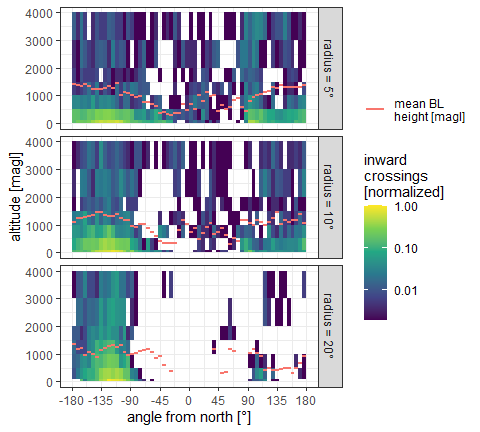 4000
3000
2000
1000
0
radius = 5°
4000
3000
2000
1000
0
radius = 10°
4000
3000
2000
1000
0
radius = 20°
altitude [magl]
-180 -135 -90 -45 0 45 90 135 180
angle from north [°]
mean BL
height [magl]
inward
crossings
[normalized]
1.00
0.10
0.01